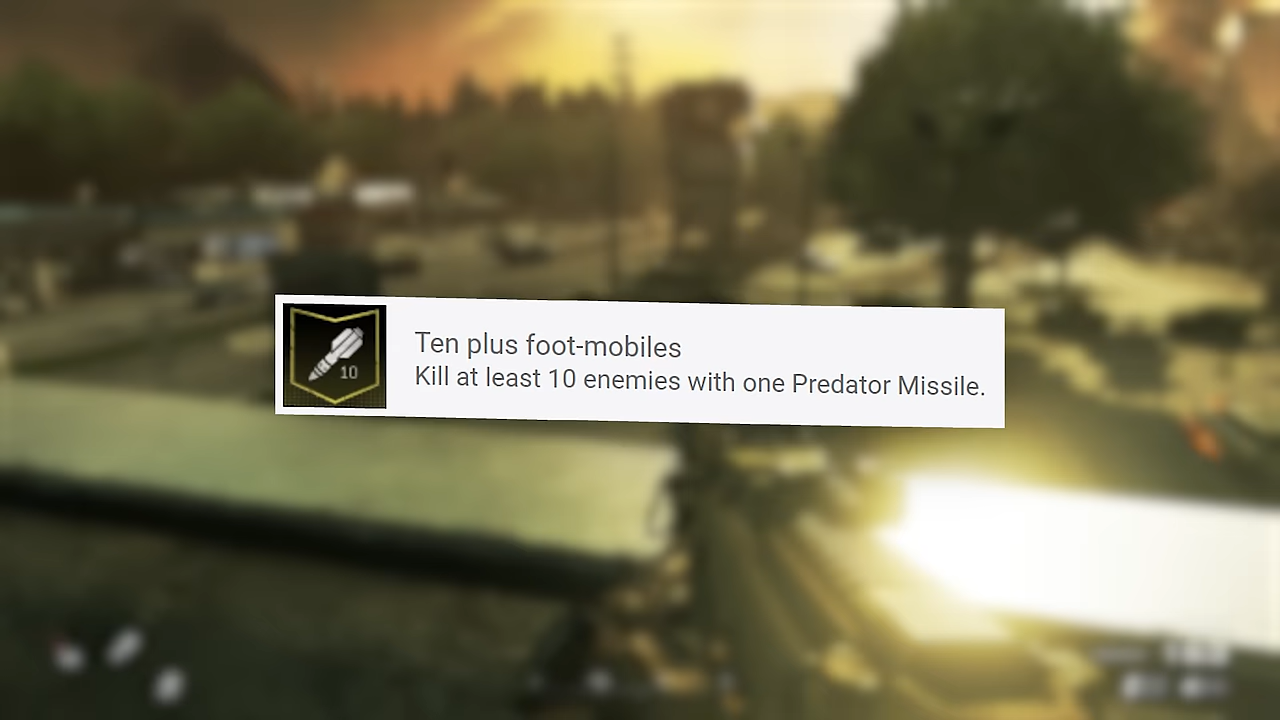 Ten plus foot-mobiles
Kill at least 10 enemies with one Predator Missile.
10